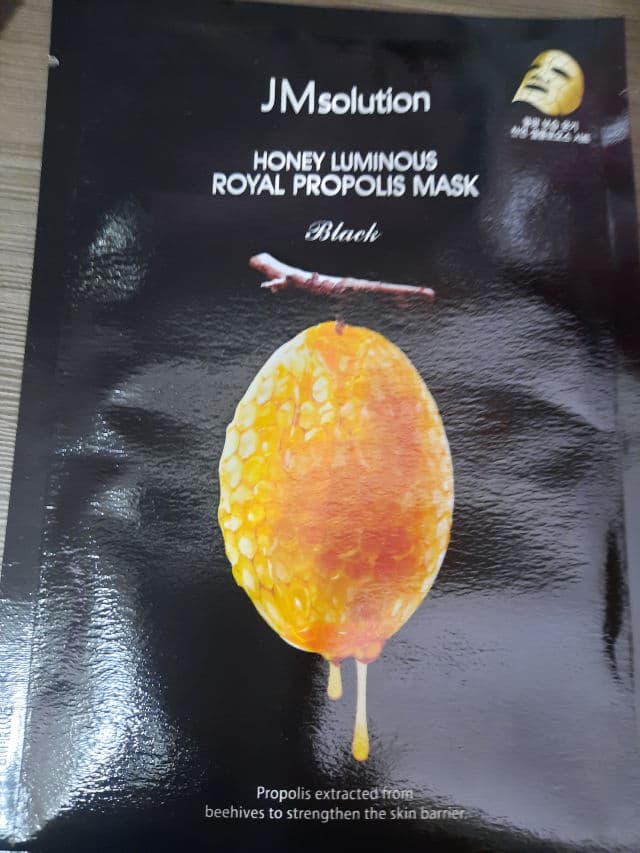 JMsolution
HONEY LUMINOUS
ROYAL PROPOLIS MASK
Black
Propolis extracted from
beehives to strengthen the skin barrier.